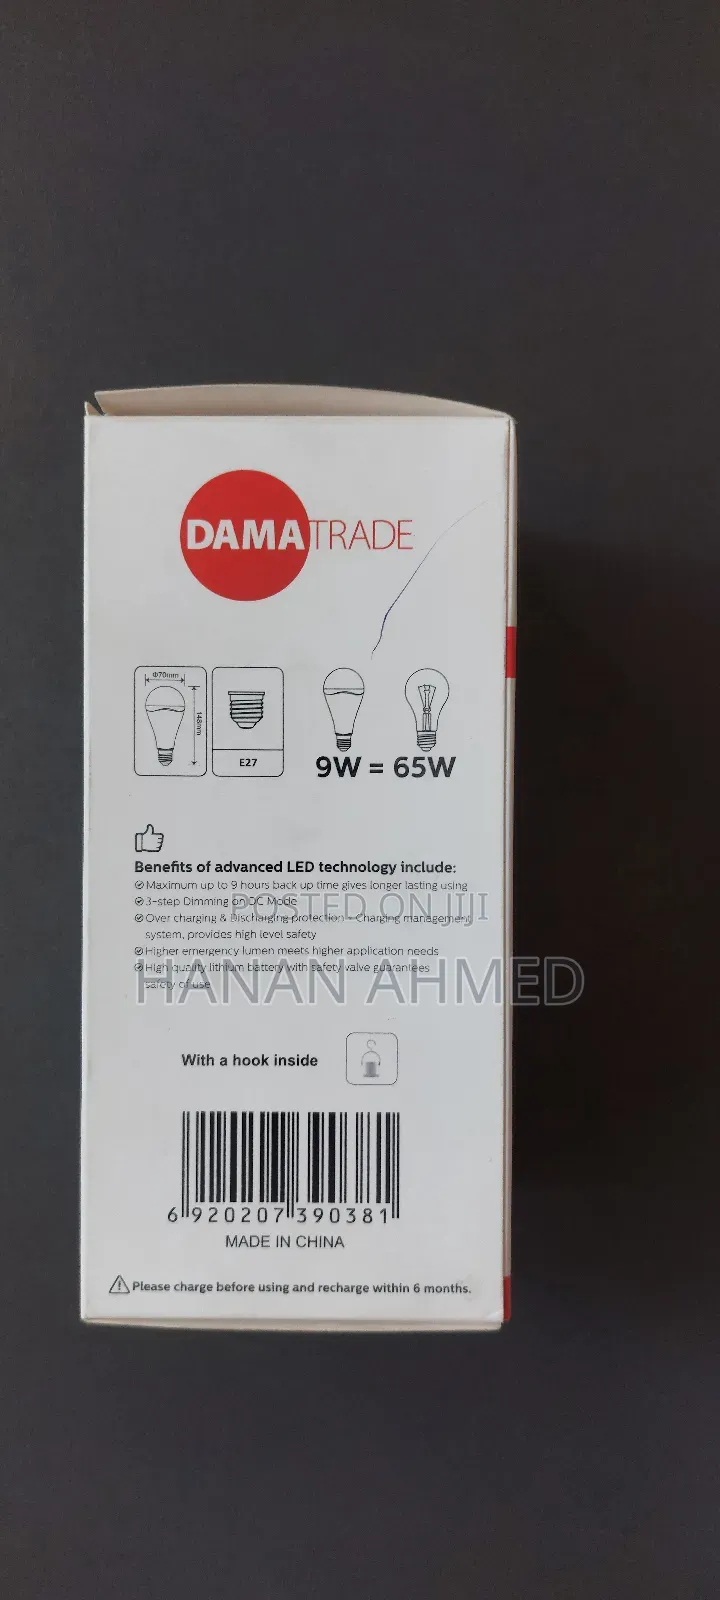 DAMATRADE
Φ70mm
148mm
E27
9W = 65W
Benefits of advanced LED technology include:
Maximum up to 9 hours back up time gives longer lasting using
3-step Dimming on DC Mode
Over charging & Discharging protection + Charging management
system, provides high level safety
POSTED ON JIJI
Higher emergency lumen meets higher application needs
High quality lithium battery with safety valve guarantees
safety of use
HANAN AHMED
With a hook inside
6 920207 390381
MADE IN CHINA
Please charge before using and recharge within 6 months.